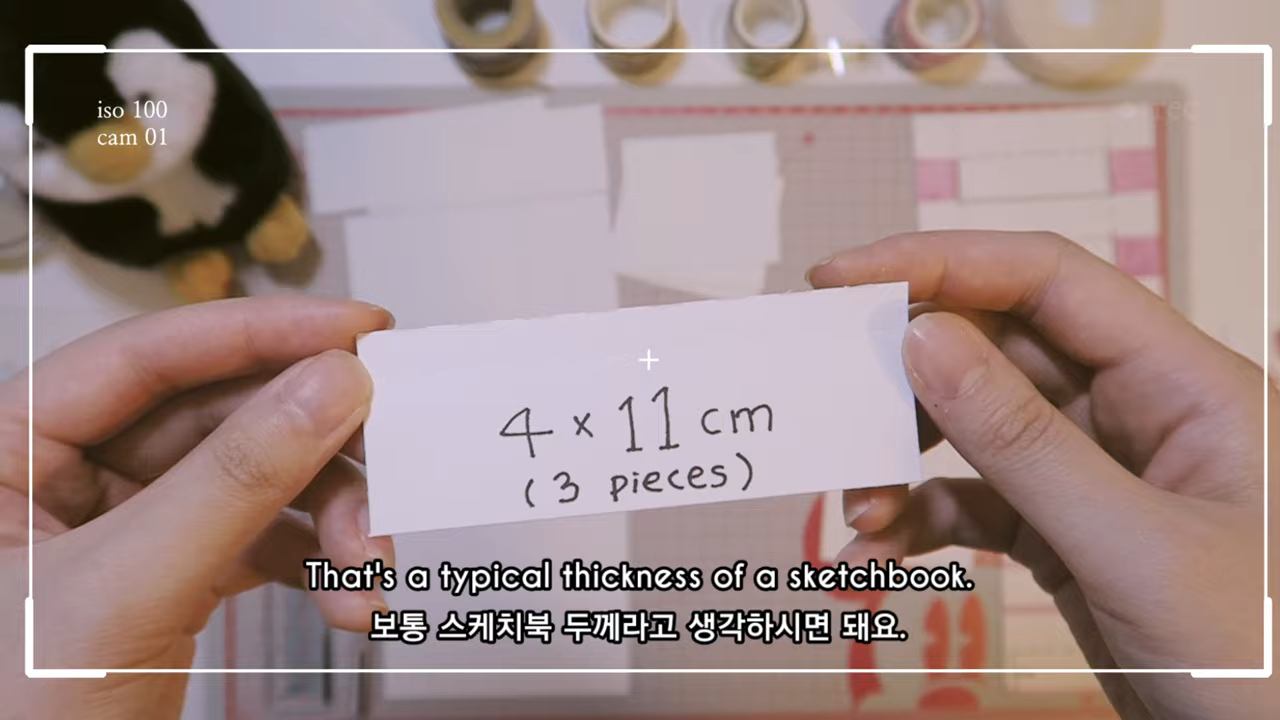 iso 100
cam 01
rec
4 × 11 cm
(3 pieces)
That's a typical thickness of a sketchbook.
보통 스케치북 두께라고 생각하시면 돼요.